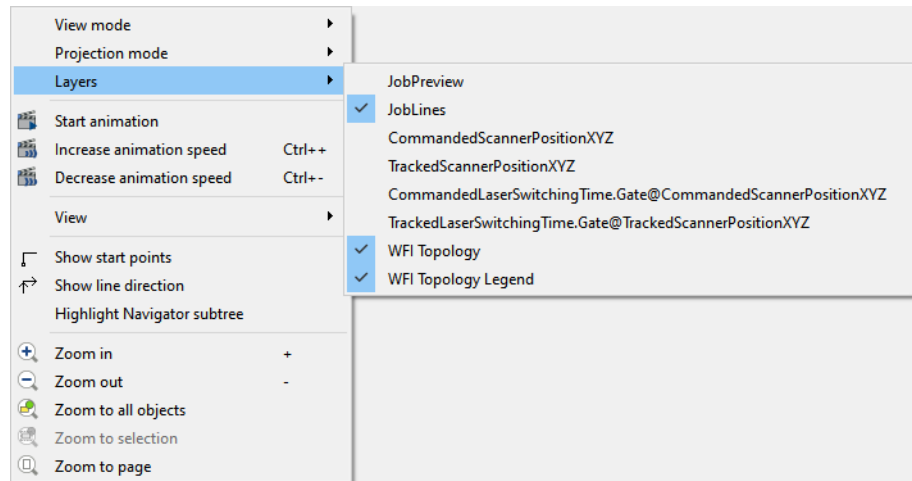 View mode
Projection mode
Layers
Start animation
Increase animation speed Ctrl++
Decrease animation speed Ctrl+-
View
Show start points
Show line direction
Highlight Navigator subtree
Zoom in +
Zoom out -
Zoom to all objects
Zoom to selection
Zoom to page
JobPreview
JobLines
CommandedScannerPositionXYZ
TrackedScannerPositionXYZ
CommandedLaserSwitchingTime.Gate@CommandedScannerPositionXYZ
TrackedLaserSwitchingTime.Gate@TrackedScannerPositionXYZ
WFI Topology
WFI Topology Legend